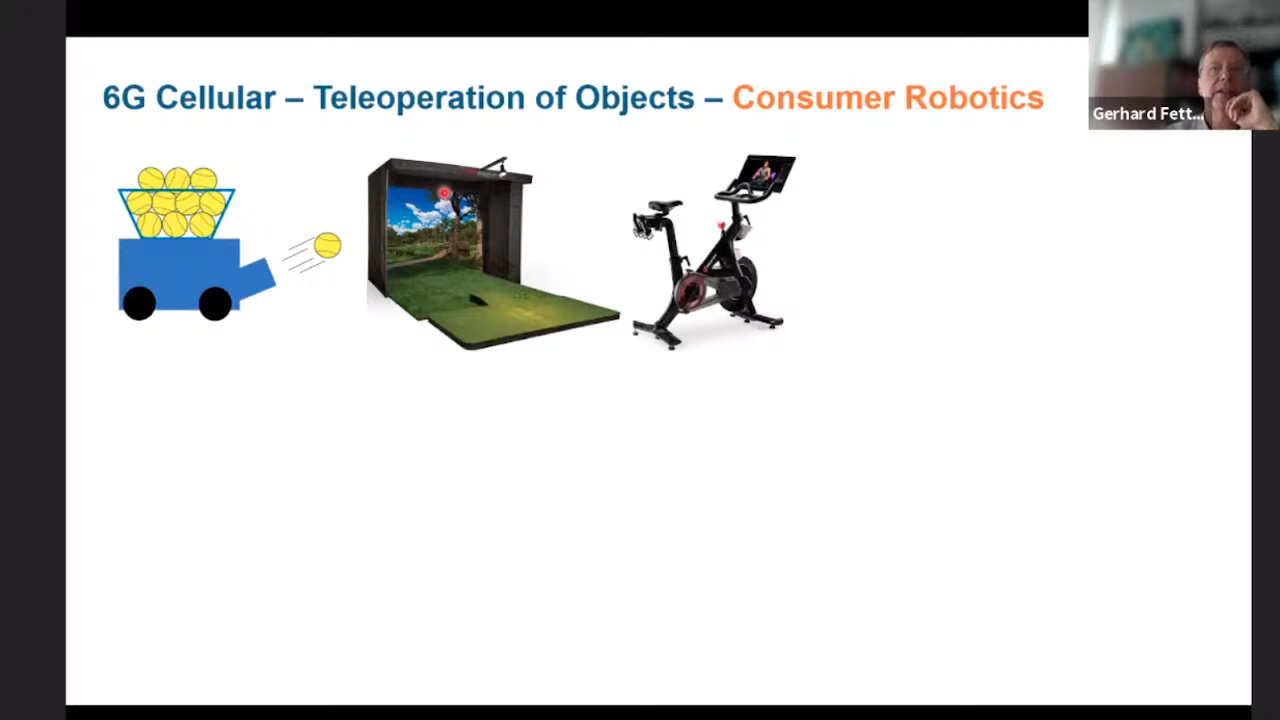 6G Cellular – Teleoperation of Objects – Consumer Robotics
Gerhard Fett...